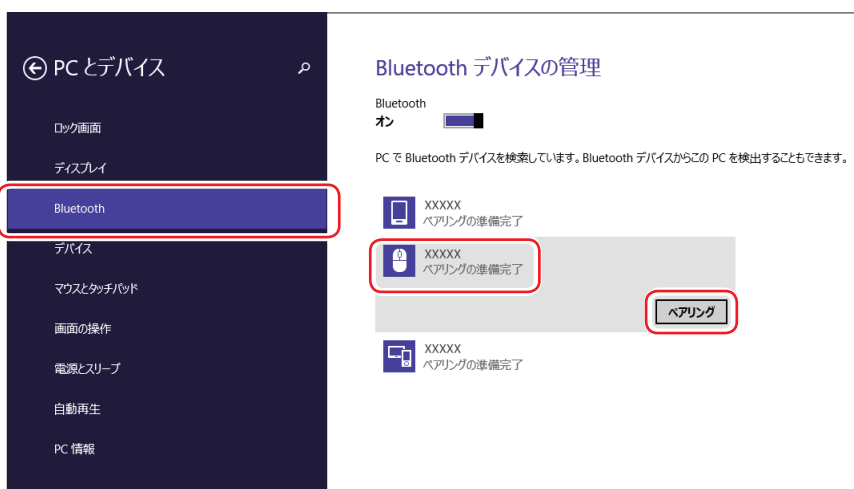 PC とデバイス
ロック画面
ディスプレイ
Bluetooth
デバイス
マウスとタッチパッド
画面の操作
電源とスリープ
自動再生
PC 情報
Bluetooth デバイスの管理
Bluetooth
オン
PC で Bluetooth デバイスを検索しています。Bluetooth デバイスからこの PC を検出することもできます。
XXXXX
ペアリングの準備完了
XXXXX
ペアリングの準備完了
ペアリング
XXXXX
ペアリングの準備完了